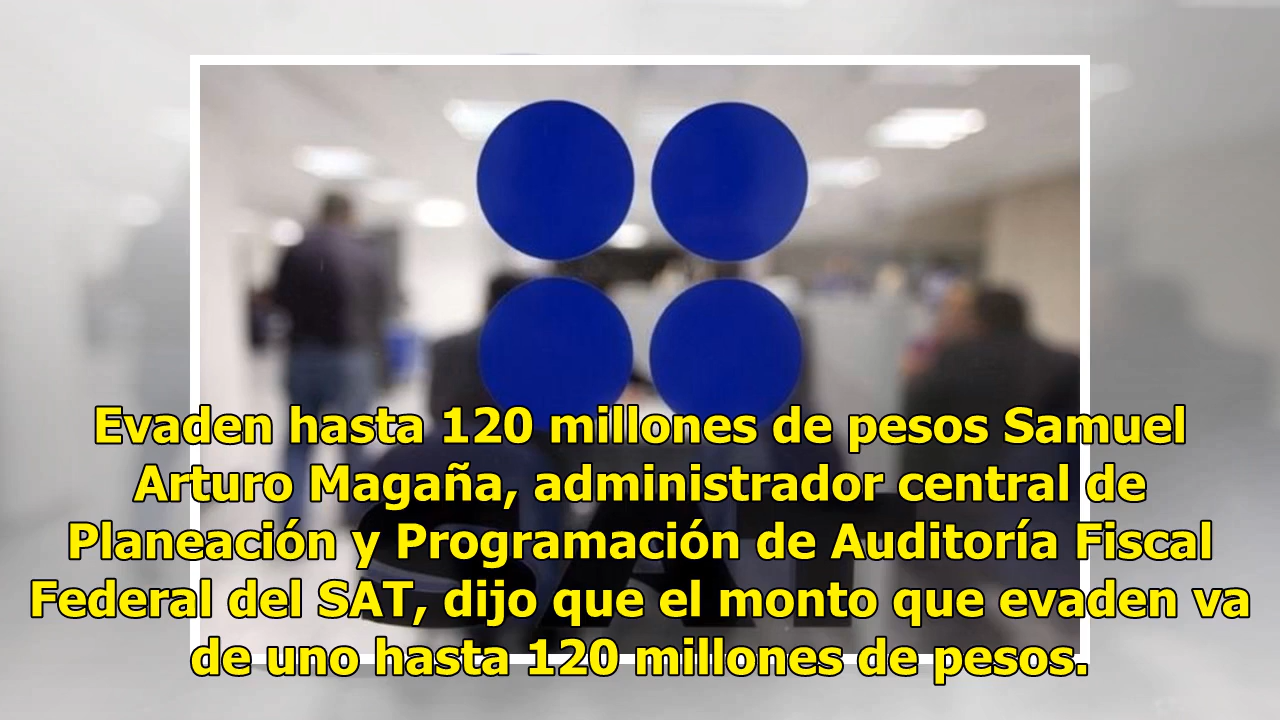 Evaden hasta 120 millones de pesos Samuel
Arturo Magaña, administrador central de
Planeación y Programación de Auditoría Fiscal
Federal del SAT, dijo que el monto que evaden va
de uno hasta 120 millones de pesos.
SAT